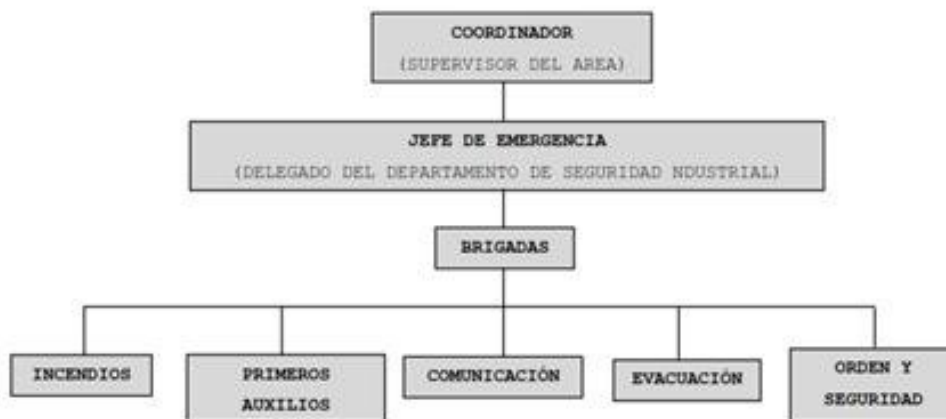 COORDINADOR
(SUPERVISOR DEL AREA)
JEFE DE EMERGENCIA
(DELEGADO DEL DEPARTAMENTO DE SEGURIDAD NDUSTRIAL)
BRIGADAS
INCENDIOS
PRIMEROS
AUXILIOS
COMUNICACIÓN
EVACUACIÓN
ORDEN Y
SEGURIDAD